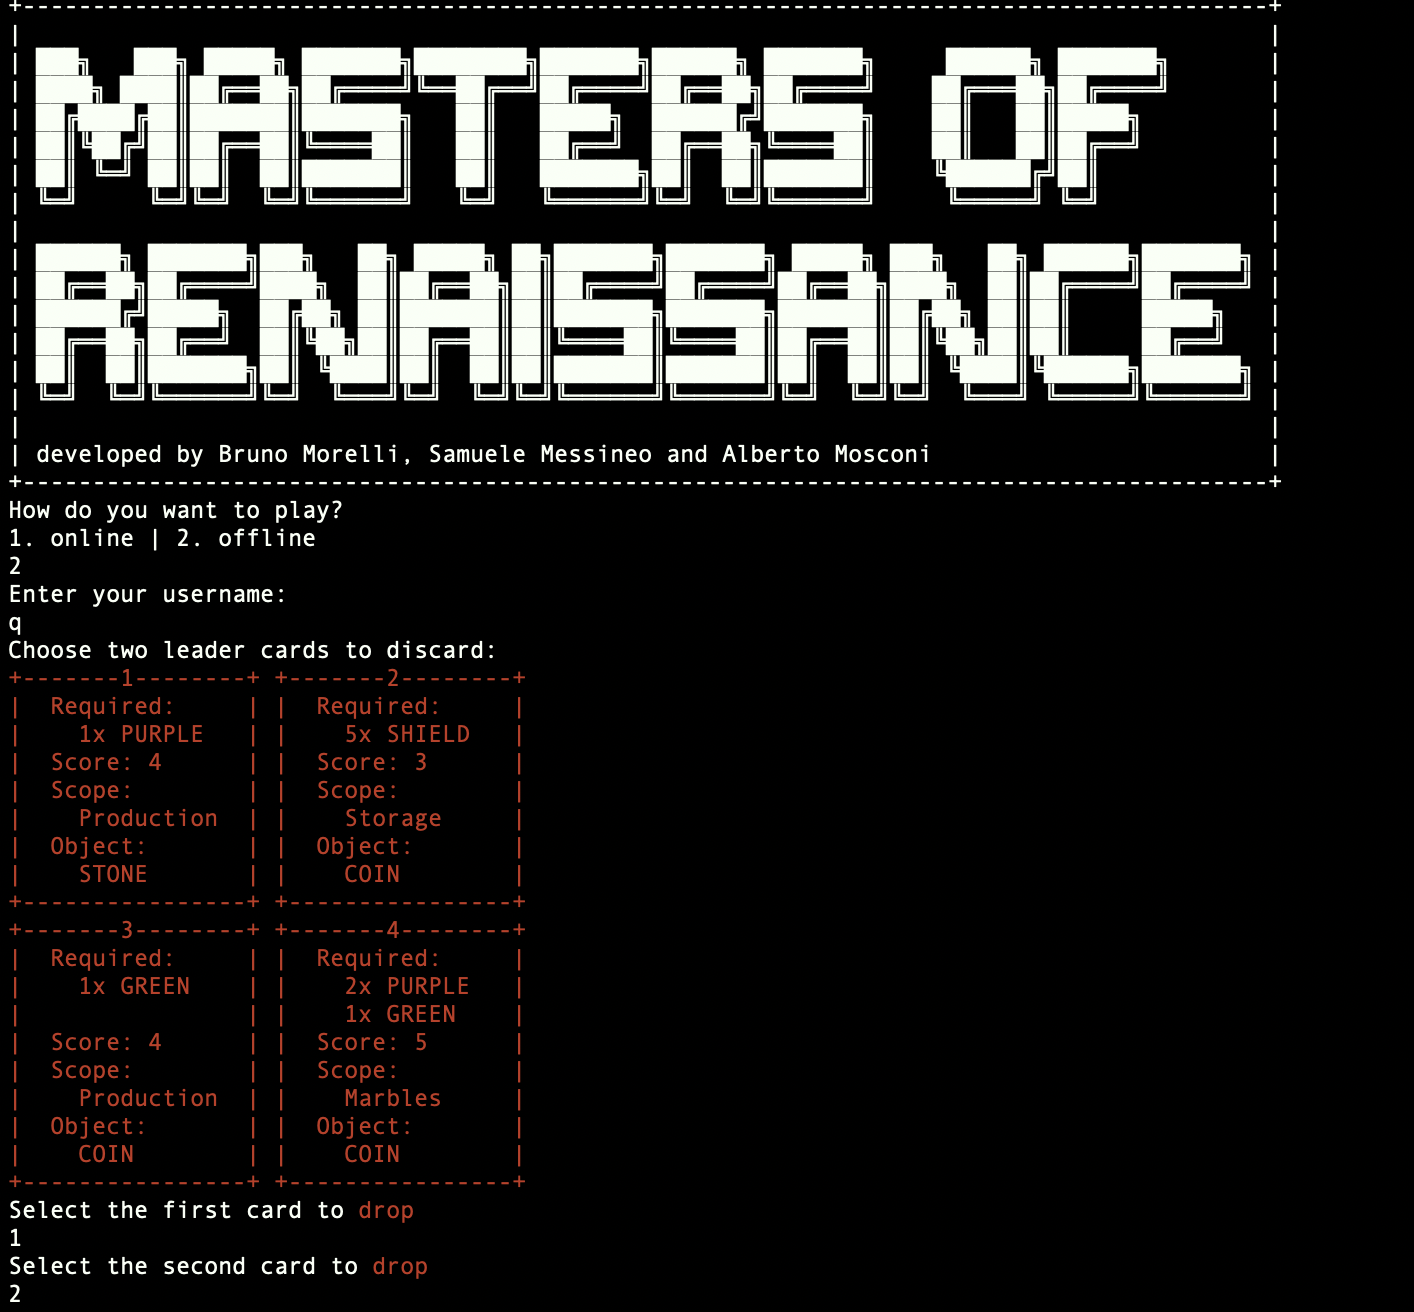 MASTERS OF
RENAISSANCE
developed by Bruno Morelli, Samuele Messineo and Alberto Mosconi
How do you want to play?
1. online | 2. offline
2
Enter your username:
q
Choose two leader cards to discard:
+-------1--------+ +-------2--------+
|  Required:     | |  Required:     |
|    1x PURPLE   | |    5x SHIELD   |
|  Score: 4      | |  Score: 3      |
|  Scope:        | |  Scope:        |
|    Production  | |    Storage     |
|  Object:       | |  Object:       |
|    STONE       | |    COIN        |
+----------------+ +----------------+
+-------3--------+ +-------4--------+
|  Required:     | |  Required:     |
|    1x GREEN    | |    2x PURPLE   |
|                | |    1x GREEN    |
|  Score: 4      | |  Score: 5      |
|  Scope:        | |  Scope:        |
|    Production  | |    Marbles     |
|  Object:       | |  Object:       |
|    COIN        | |    COIN        |
+----------------+ +----------------+
Select the first card to drop
1
Select the second card to drop
2